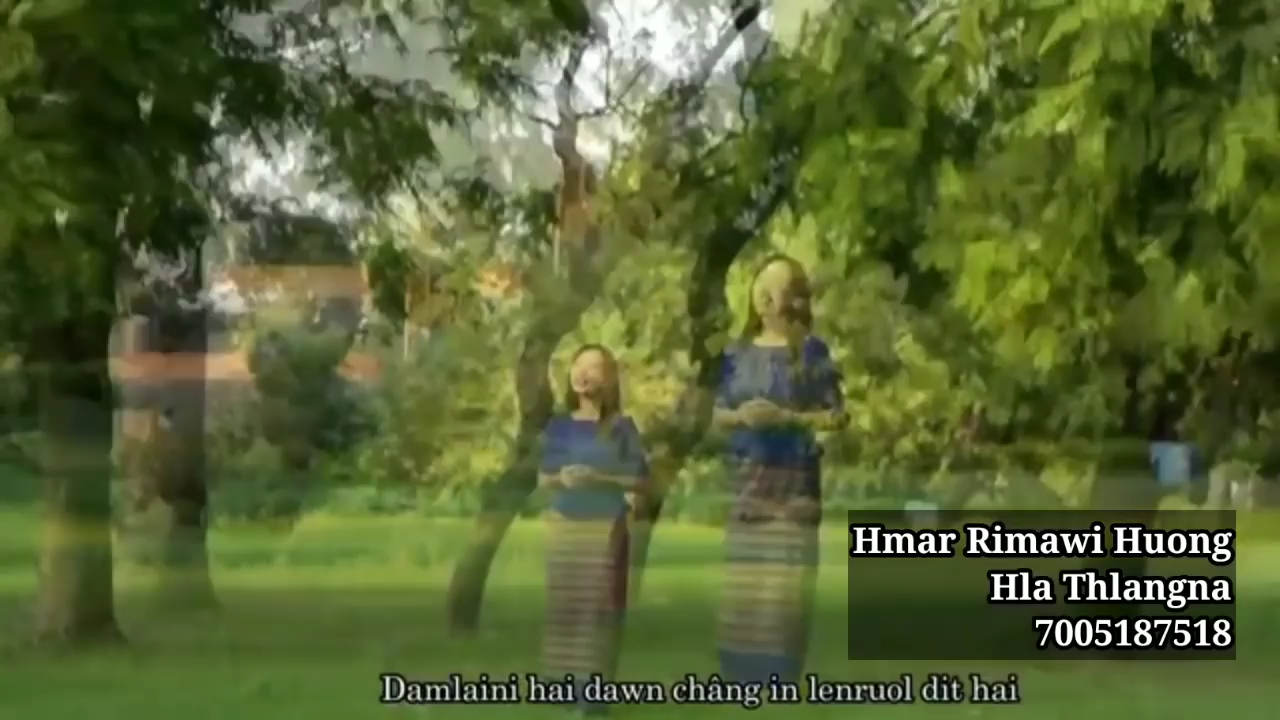 Hmar Rimawi Huong
Hla Thlangna
7005187518
Damlaini hai dawn châng in lenruol dit hai